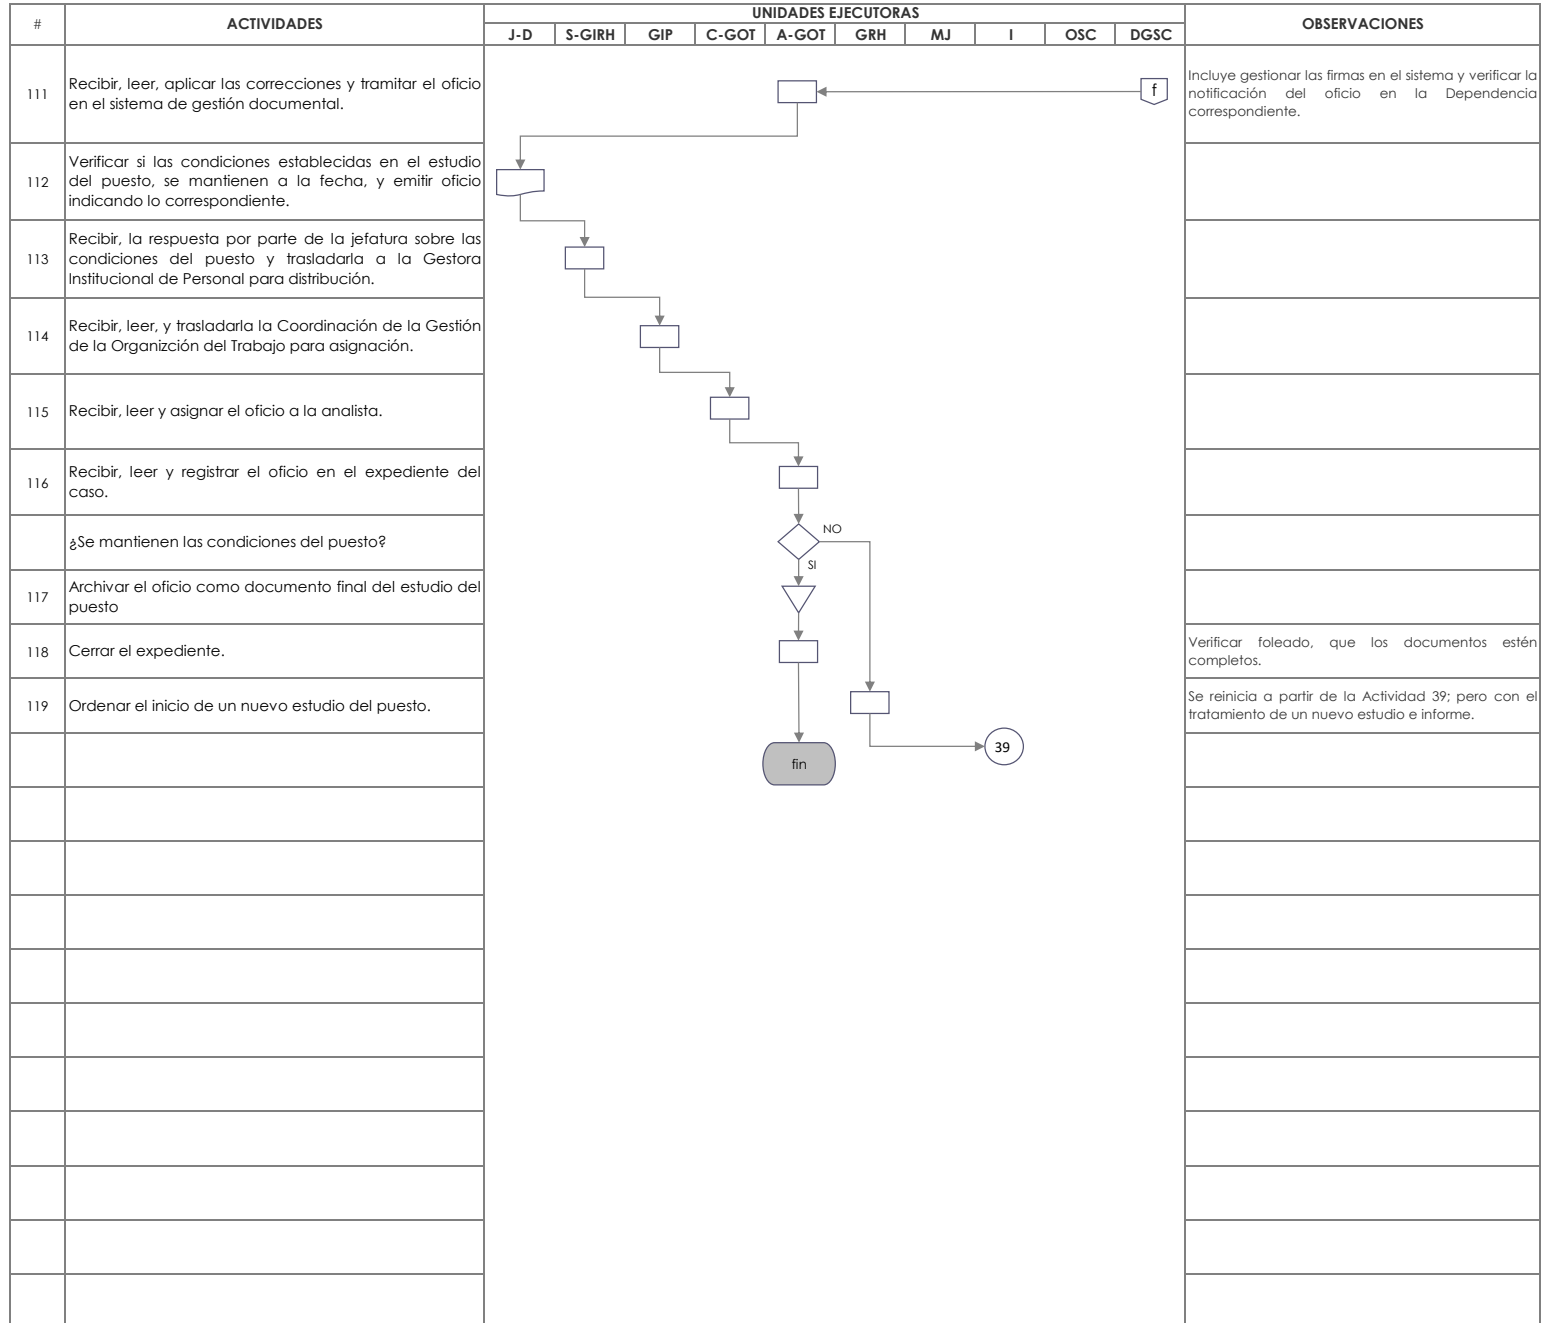 #
ACTIVIDADES
UNIDADES EJECUTORAS
OBSERVACIONES
J-D S-GIRH GIP C-GOT A-GOT GRH MJ I OSC DGSC
111
Recibir, leer, aplicar las correcciones y tramitar el oficio
en el sistema de gestión documental.
f
Incluye gestionar las firmas en el sistema y verificar la
notificación del oficio en la Dependencia
correspondiente.
112
Verificar si las condiciones establecidas en el estudio
del puesto, se mantienen a la fecha, y emitir oficio
indicando lo correspondiente.
113
Recibir, la respuesta por parte de la jefatura sobre las
condiciones del puesto y trasladarla a la Gestora
Institucional de Personal para distribución.
114
Recibir, leer, y trasladarla la Coordinación de la Gestión
de la Organizción del Trabajo para asignación.
115
Recibir, leer y asignar el oficio a la analista.
116
Recibir, leer y registrar el oficio en el expediente del
caso.
¿Se mantienen las condiciones del puesto?
NO
SI
117
Archivar el oficio como documento final del estudio del
puesto
118
Cerrar el expediente.
Verificar foleado, que los documentos estén
completos.
119
Ordenar el inicio de un nuevo estudio del puesto.
Se reinicia a partir de la Actividad 39; pero con el
tratamiento de un nuevo estudio e informe.
39
fin